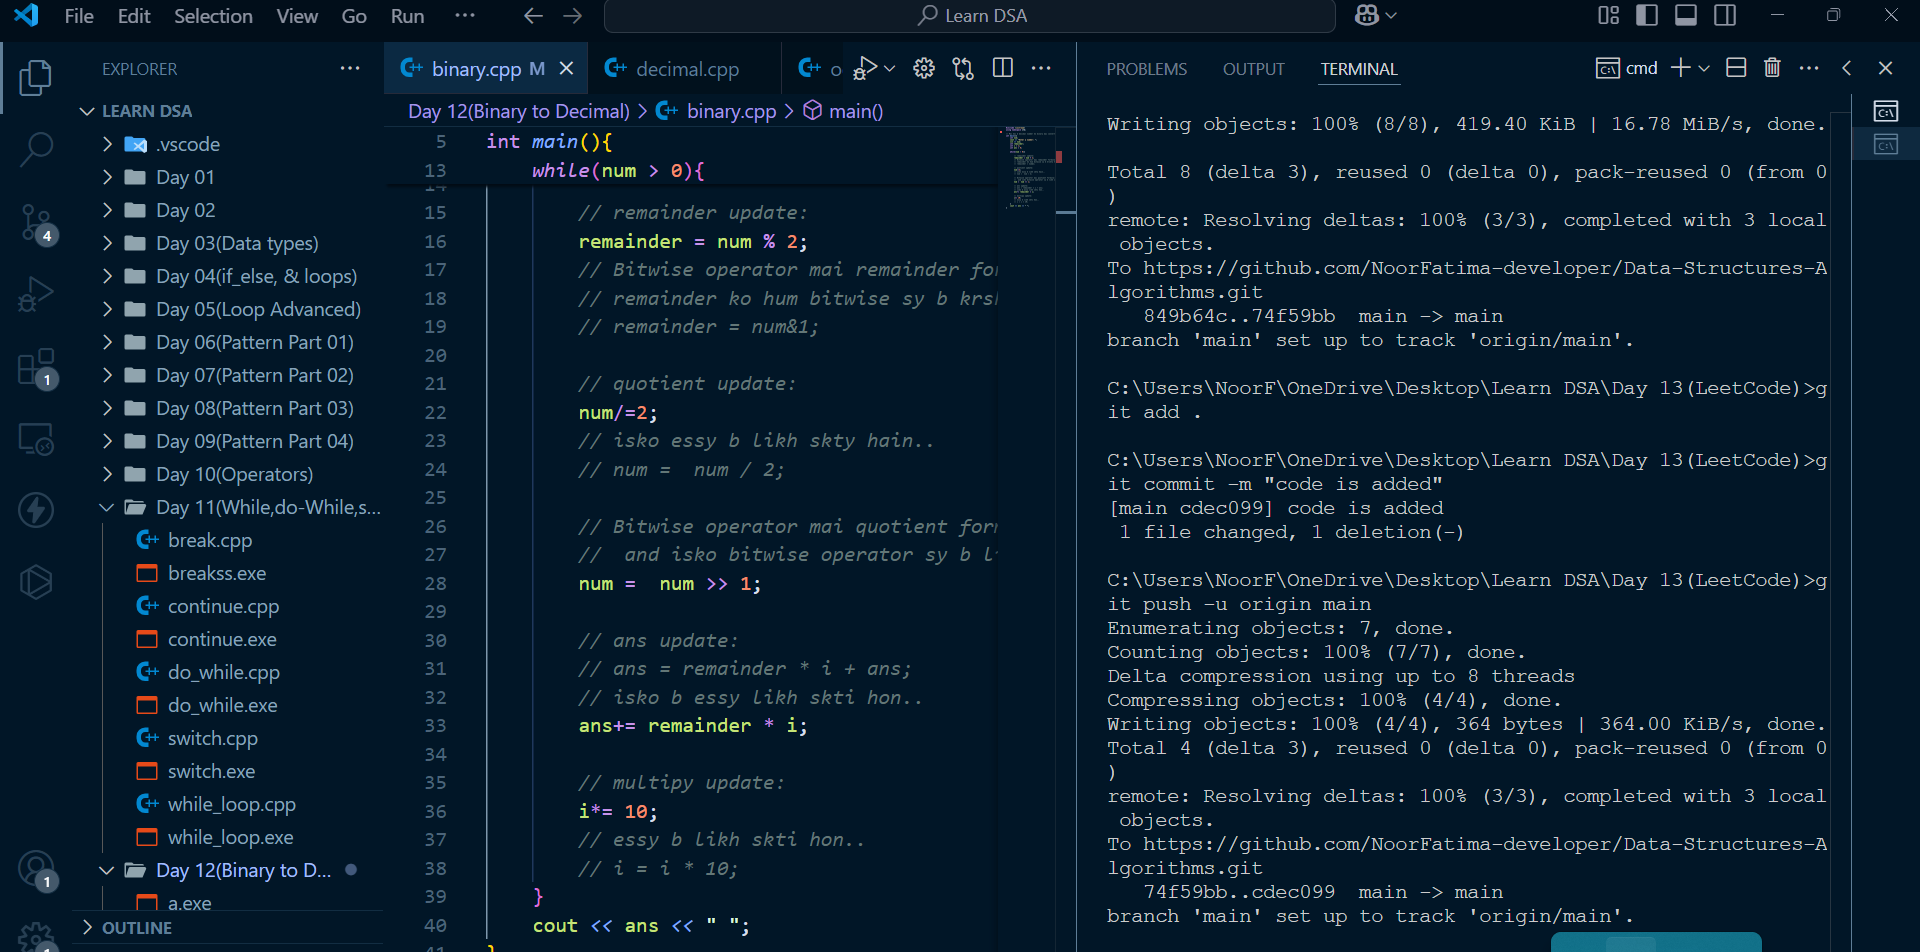 File Edit Selection View Go Run ··· Learn DSA
EXPLORER ···
LEARN DSA
.vscode
Day 01
Day 02
Day 03(Data types)
Day 04(if_else, & loops)
Day 05(Loop Advanced)
Day 06(Pattern Part 01)
Day 07(Pattern Part 02)
Day 08(Pattern Part 03)
Day 09(Pattern Part 04)
Day 10(Operators)
Day 11(While,do-While,s...
break.cpp
breakss.exe
continue.cpp
continue.exe
do_while.cpp
do_while.exe
switch.cpp
switch.exe
while_loop.cpp
while_loop.exe
Day 12(Binary to D...
a.exe
OUTLINE
4
1
1
1
binary.cpp M decimal.cpp o
Day 12(Binary to Decimal) > binary.cpp > main()
5 int main(){
13 while(num > 0){
15 // remainder update:
16 remainder = num % 2;
17 // Bitwise operator mai remainder for
18 // remainder ko hum bitwise sy b krs
19 // remainder = num&1;
20
21 // quotient update:
22 num/=2;
23 // isko essy b likh skty hain..
24 // num =  num / 2;
25
26 // Bitwise operator mai quotient for
27 //  and isko bitwise operator sy b l
28 num =  num >> 1;
29
30 // ans update:
31 // ans = remainder * i + ans;
32 // isko b essy likh skti hon..
33 ans+= remainder * i;
34
35 // multipy update:
36 i*= 10;
37 // essy b likh skti hon..
38 // i = i * 10;
39 }
40 cout << ans << " ";
41 }
PROBLEMS OUTPUT TERMINAL cmd
Writing objects: 100% (8/8), 419.40 KiB | 16.78 MiB/s, done.
Total 8 (delta 3), reused 0 (delta 0), pack-reused 0 (from 0
)
remote: Resolving deltas: 100% (3/3), completed with 3 local
 objects.
To https://github.com/NoorFatima-developer/Data-Structures-A
lgorithms.git
   849b64c..74f59bb  main -> main
branch 'main' set up to track 'origin/main'.
C:\Users\NoorF\OneDrive\Desktop\Learn DSA\Day 13(LeetCode)>g
it add .
C:\Users\NoorF\OneDrive\Desktop\Learn DSA\Day 13(LeetCode)>g
it commit -m "code is added"
[main cdec099] code is added
 1 file changed, 1 deletion(-)
C:\Users\NoorF\OneDrive\Desktop\Learn DSA\Day 13(LeetCode)>g
it push -u origin main
Enumerating objects: 7, done.
Counting objects: 100% (7/7), done.
Delta compression using up to 8 threads
Compressing objects: 100% (4/4), done.
Writing objects: 100% (4/4), 364 bytes | 364.00 KiB/s, done.
Total 4 (delta 3), reused 0 (delta 0), pack-reused 0 (from 0
)
remote: Resolving deltas: 100% (3/3), completed with 3 local
 objects.
To https://github.com/NoorFatima-developer/Data-Structures-A
lgorithms.git
   74f59bb..cdec099  main -> main
branch 'main' set up to track 'origin/main'.